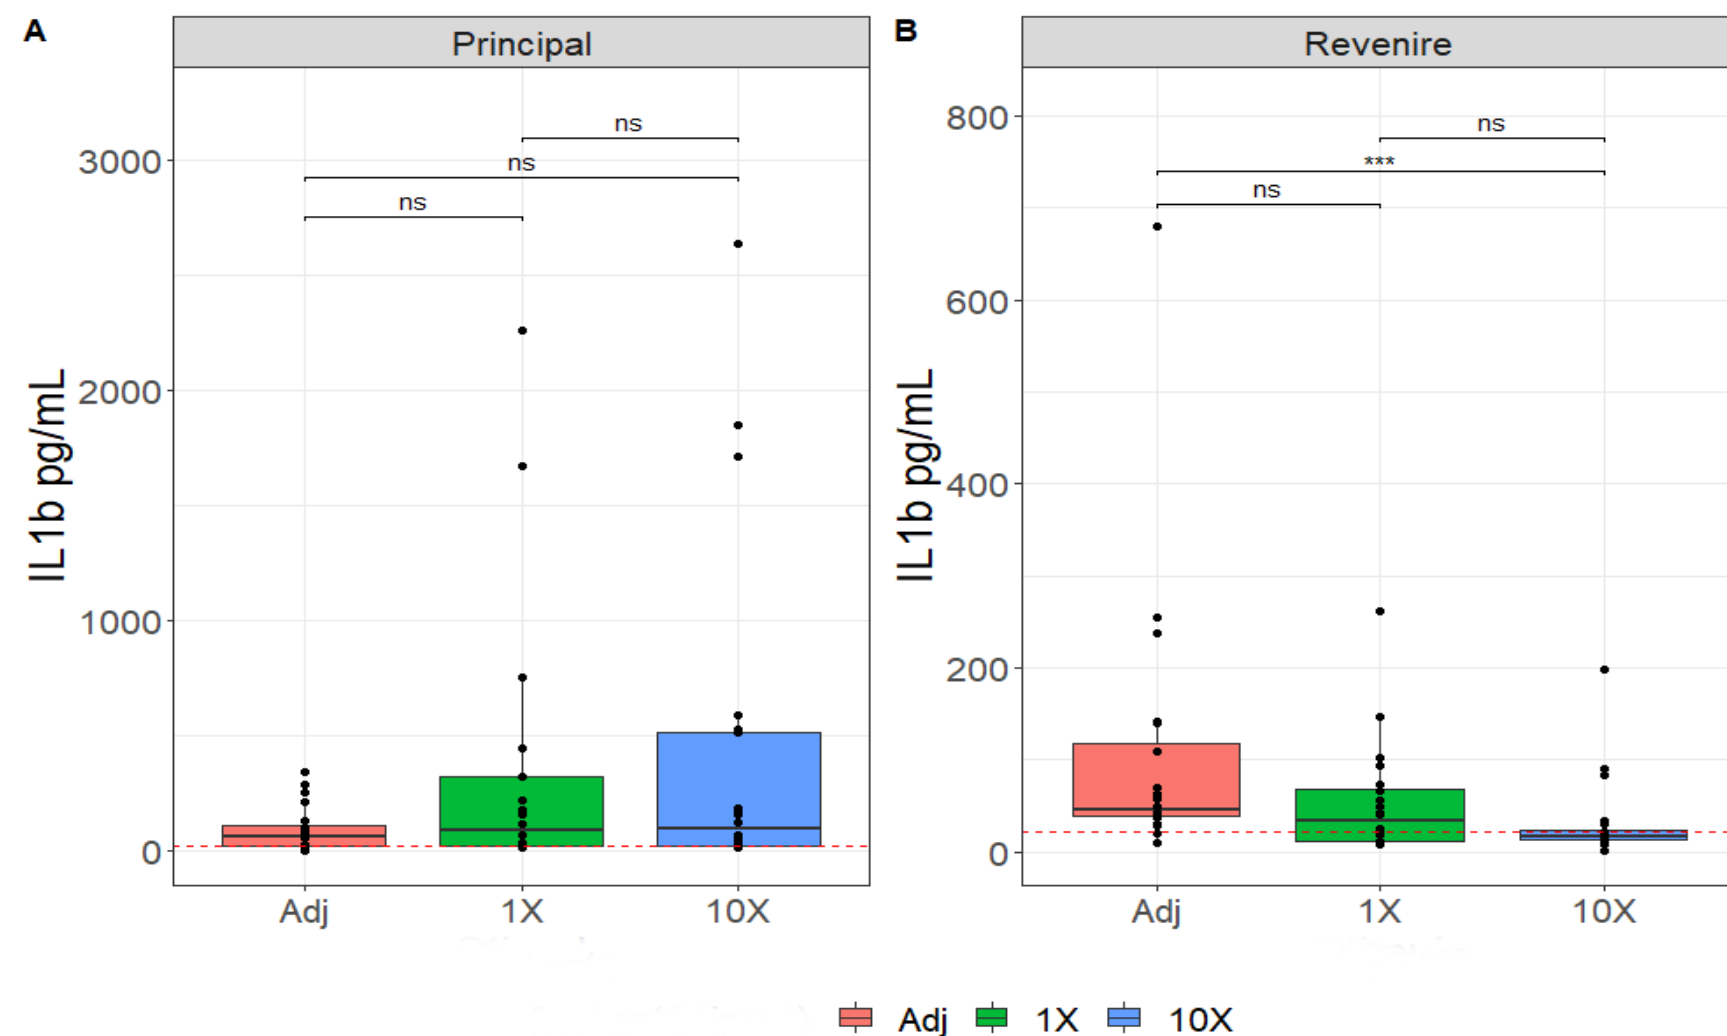 A
Principal
B
Revenire
IL1b pg/mL
3000
2000
1000
0
ns
ns
ns
Adj
1X
10X
IL1b pg/mL
800
600
400
200
0
ns
***
ns
Adj
1X
10X
Adj 1X 10X